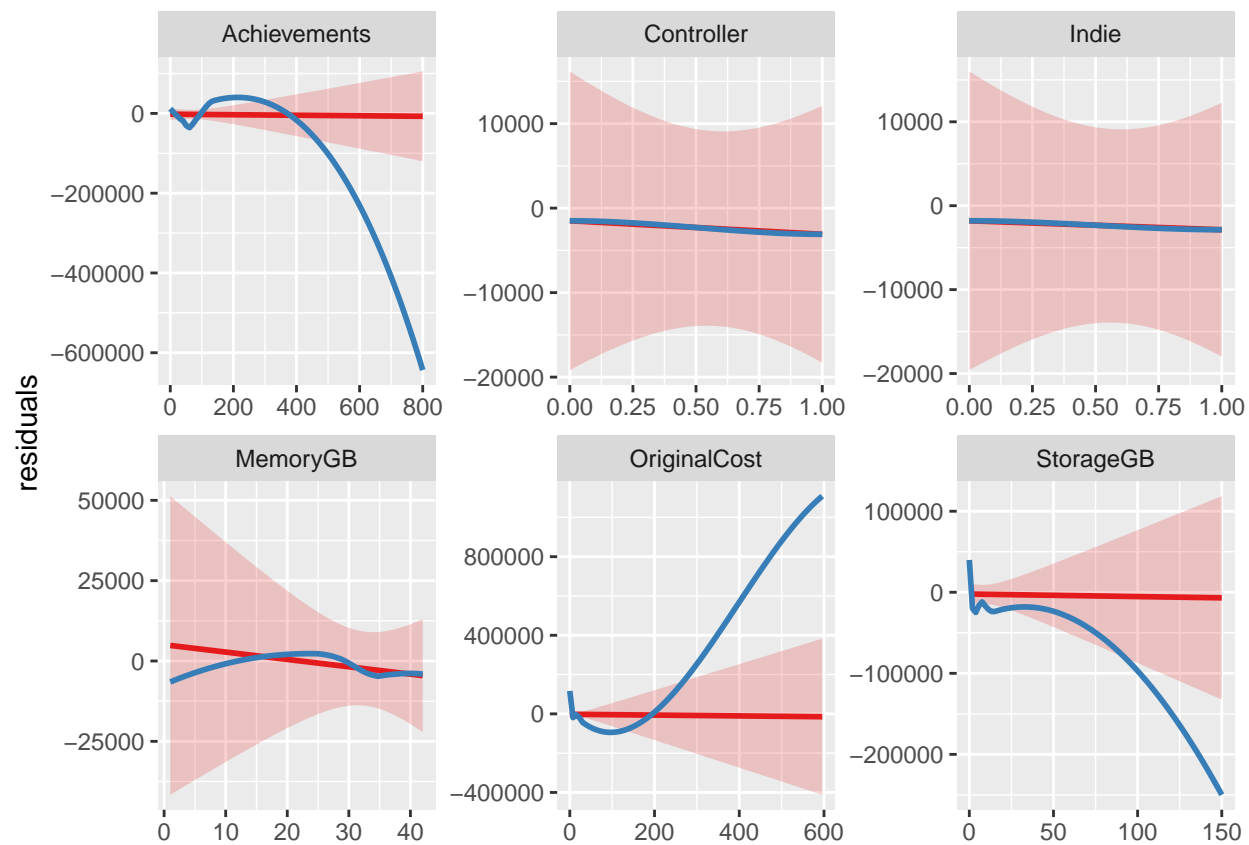 Achievements
Controller
Indie
0
−200000
−400000
−600000
10000
0
−10000
−20000
10000
0
−10000
−20000
0 200 400 600 800
0.00 0.25 0.50 0.75 1.00
0.00 0.25 0.50 0.75 1.00
residuals
MemoryGB
OriginalCost
StorageGB
50000
25000
0
−25000
800000
400000
0
−400000
100000
0
−100000
−200000
0 10 20 30 40
0 200 400 600
0 50 100 150